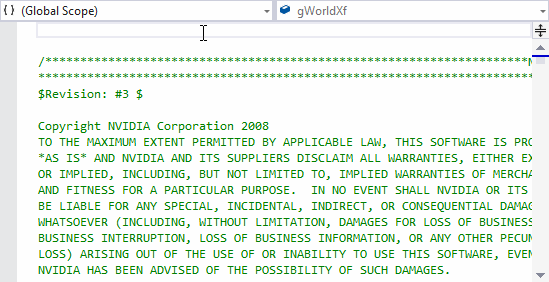 { } (Global Scope) gWorldXf
/*********************************************************************
**********************************************************************
$Revision: #3 $
Copyright NVIDIA Corporation 2008
TO THE MAXIMUM EXTENT PERMITTED BY APPLICABLE LAW, THIS SOFTWARE IS PRO
*AS IS* AND NVIDIA AND ITS SUPPLIERS DISCLAIM ALL WARRANTIES, EITHER EX
OR IMPLIED, INCLUDING, BUT NOT LIMITED TO, IMPLIED WARRANTIES OF MERCHA
AND FITNESS FOR A PARTICULAR PURPOSE.  IN NO EVENT SHALL NVIDIA OR ITS
BE LIABLE FOR ANY SPECIAL, INCIDENTAL, INDIRECT, OR CONSEQUENTIAL DAMAG
WHATSOEVER (INCLUDING, WITHOUT LIMITATION, DAMAGES FOR LOSS OF BUSINESS
BUSINESS INTERRUPTION, LOSS OF BUSINESS INFORMATION, OR ANY OTHER PECUN
LOSS) ARISING OUT OF THE USE OF OR INABILITY TO USE THIS SOFTWARE, EVEN
NVIDIA HAS BEEN ADVISED OF THE POSSIBILITY OF SUCH DAMAGES.